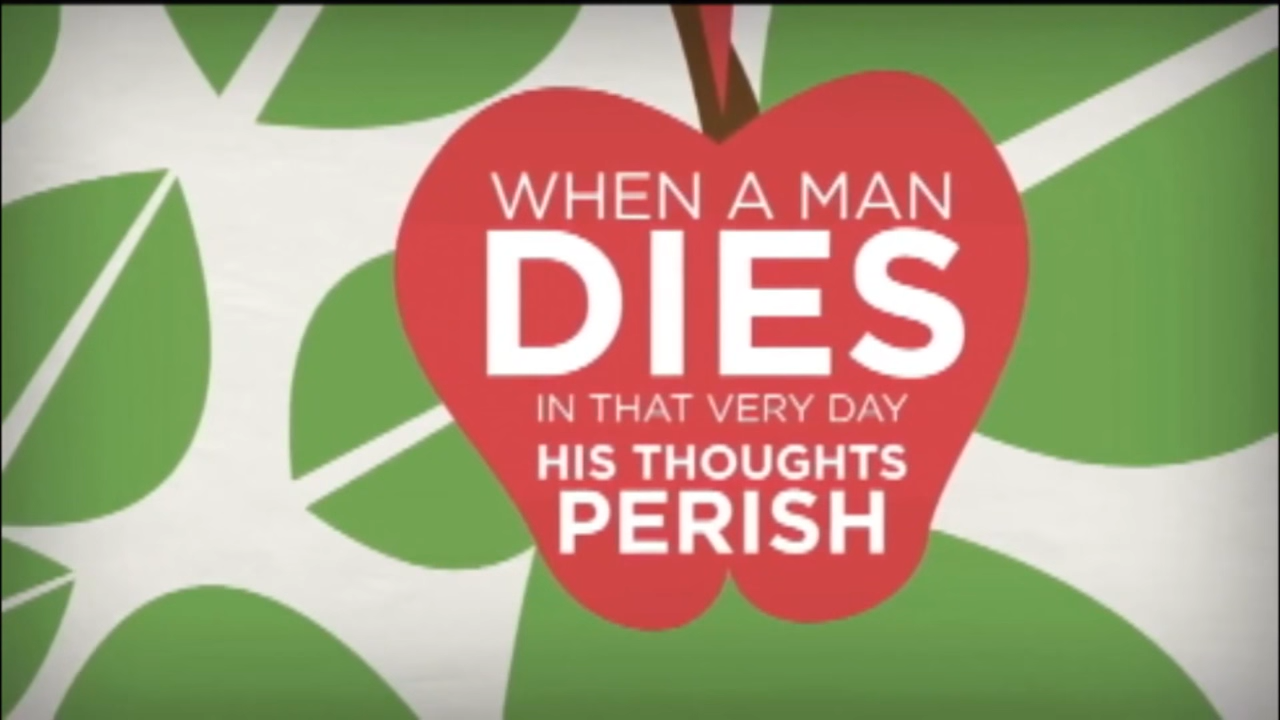 WHEN A MAN
DIES
IN THAT VERY DAY
HIS THOUGHTS
PERISH